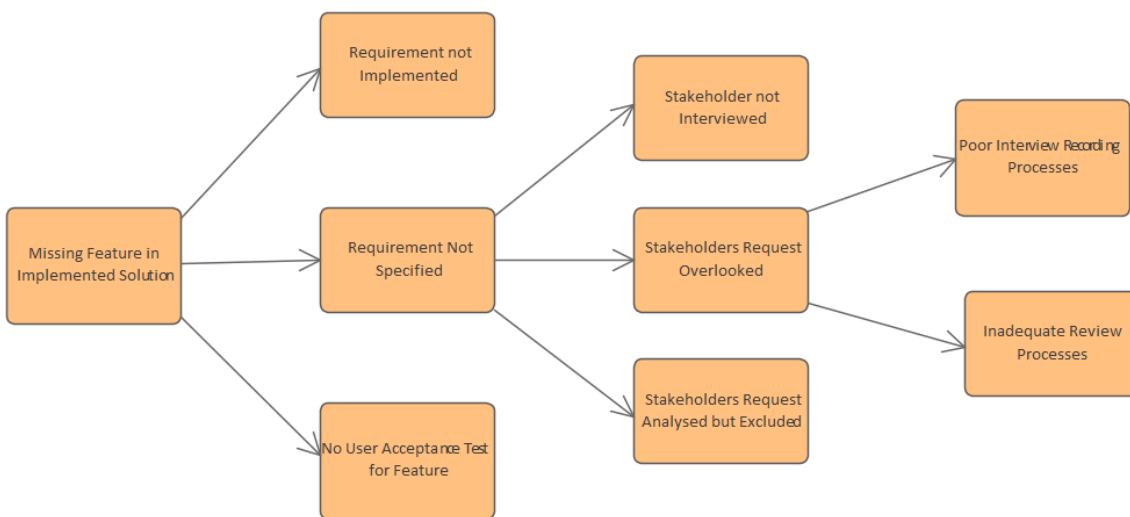 Requirement not
Implemented
Stakeholder not
Interviewed
Poor Interview Recording
Processes
Missing Feature in
Implemented Solution
Requirement Not
Specified
Stakeholders Request
Overlooked
Inadequate Review
Processes
Stakeholders Request
Analysed but Excluded
No User Acceptance Test
for Feature